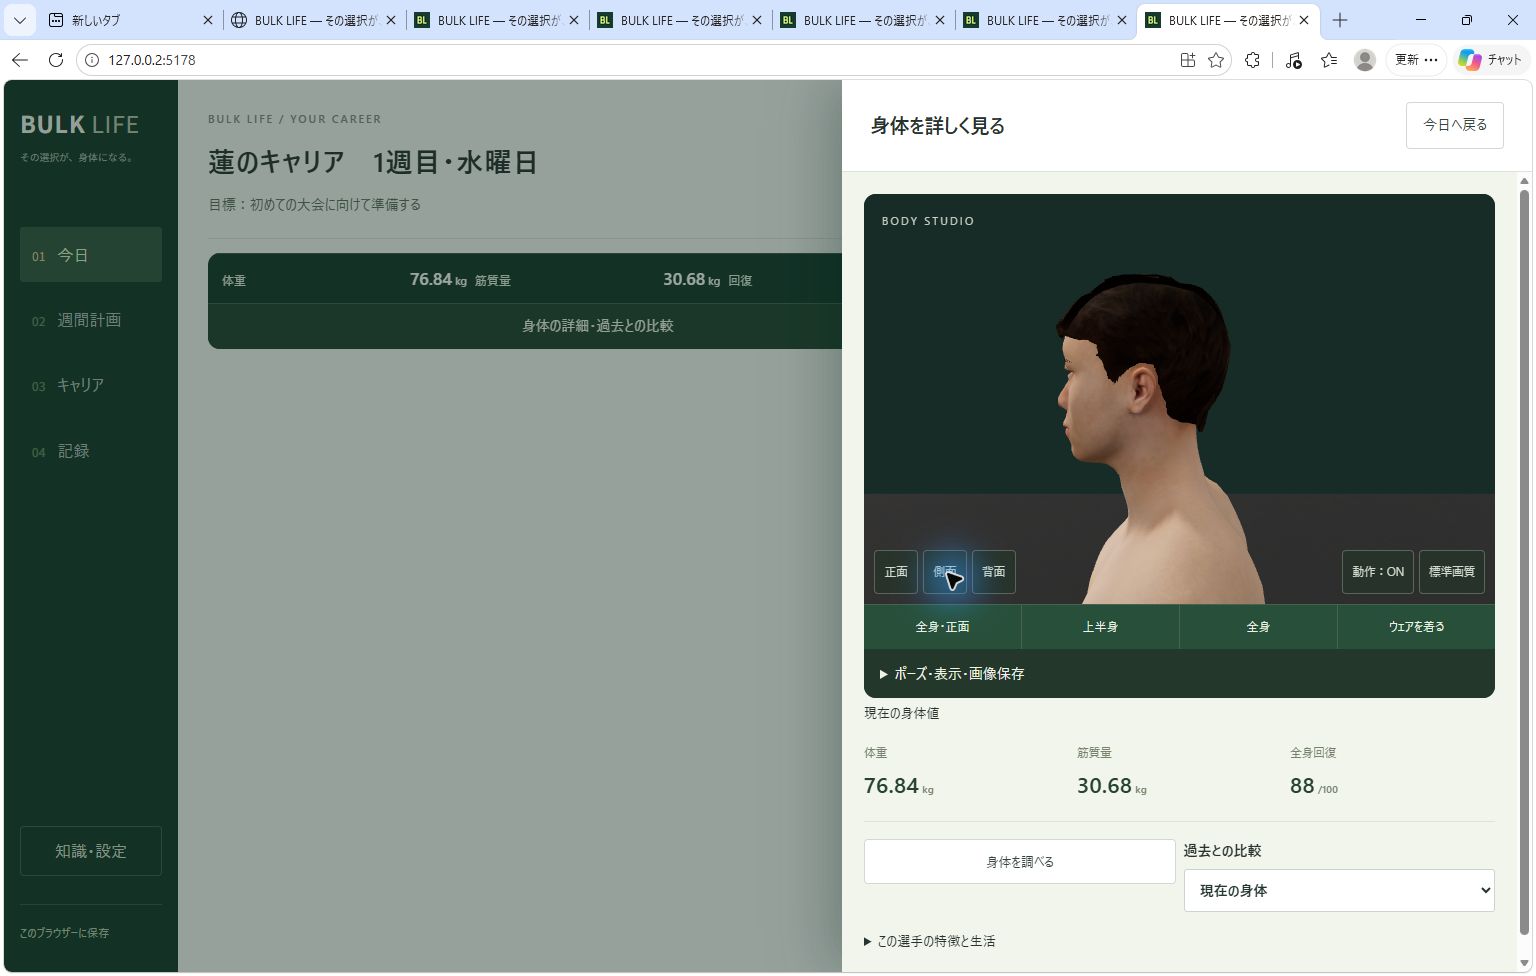 新しいタブ
BULK LIFE — その選択が
BL BULK LIFE — その選択が
BL BULK LIFE — その選択が
BL BULK LIFE — その選択が
BL BULK LIFE — その選択が
BL BULK LIFE — その選択が
127.0.0.2:5178
更新
チャット
BULK LIFE
その選択が、身体になる。
01 今日
02 週間計画
03 キャリア
04 記録
知識・設定
このブラウザーに保存
BULK LIFE / YOUR CAREER
蓮のキャリア 1週目・水曜日
目標：初めての大会に向けて準備する
体重 76.84 kg 筋質量 30.68 kg 回復
身体の詳細・過去との比較
身体を詳しく見る
今日へ戻る
BODY STUDIO
正面 側面 背面 動作：ON 標準画質
全身・正面 上半身 全身 ウェアを着る
▶ ポーズ・表示・画像保存
現在の身体値
体重 筋質量 全身回復
76.84 kg 30.68 kg 88 /100
身体を調べる
過去との比較
現在の身体
▶ この選手の特徴と生活